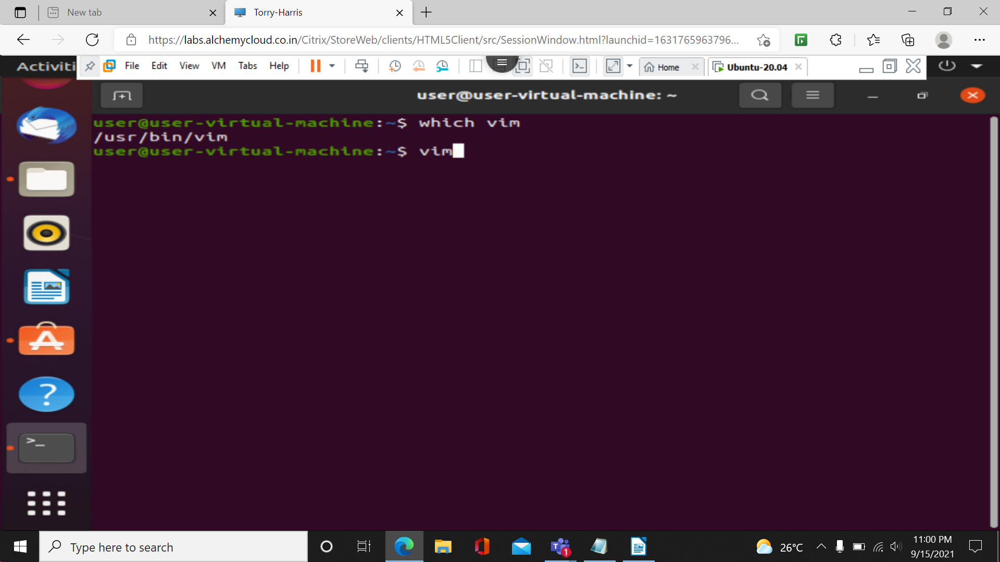 New tab
Torry-Harris
https://labs.alchemycloud.co.in/Citrix/StoreWeb/clients/HTML5Client/src/SessionWindow.html?launchid=1631765963796...
Activiti
File Edit View VM Tabs Help
Home
Ubuntu-20.04
user@user-virtual-machine: ~
user@user-virtual-machine:~$ which vim
/usr/bin/vim
user@user-virtual-machine:~$ vim
Type here to search
1
26°C
11:00 PM
9/15/2021